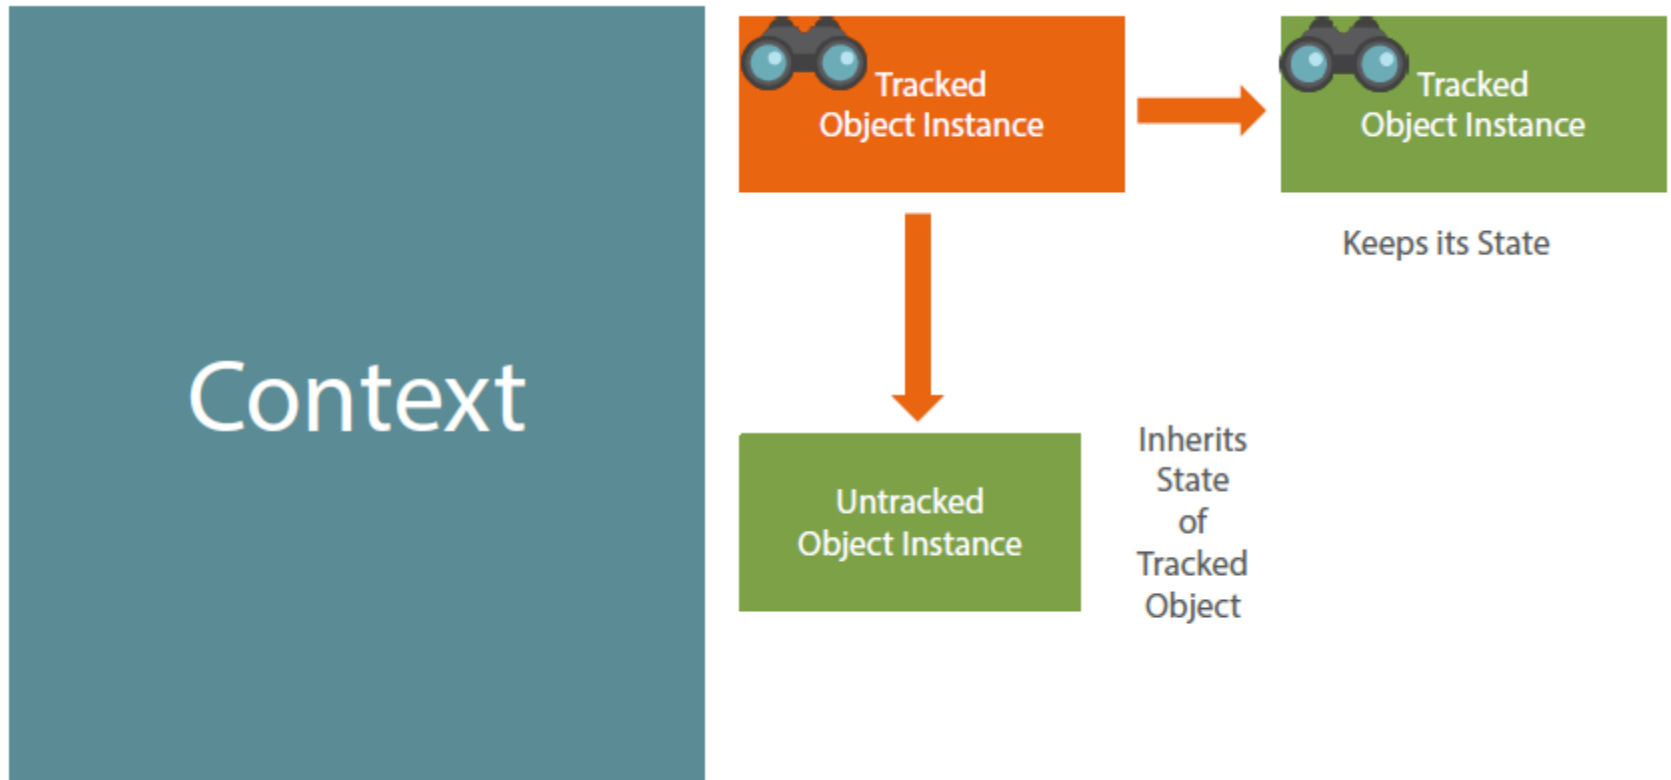 Context
Tracked
Object Instance
Tracked
Object Instance
Keeps its State
Untracked
Object Instance
Inherits
State
of
Tracked
Object